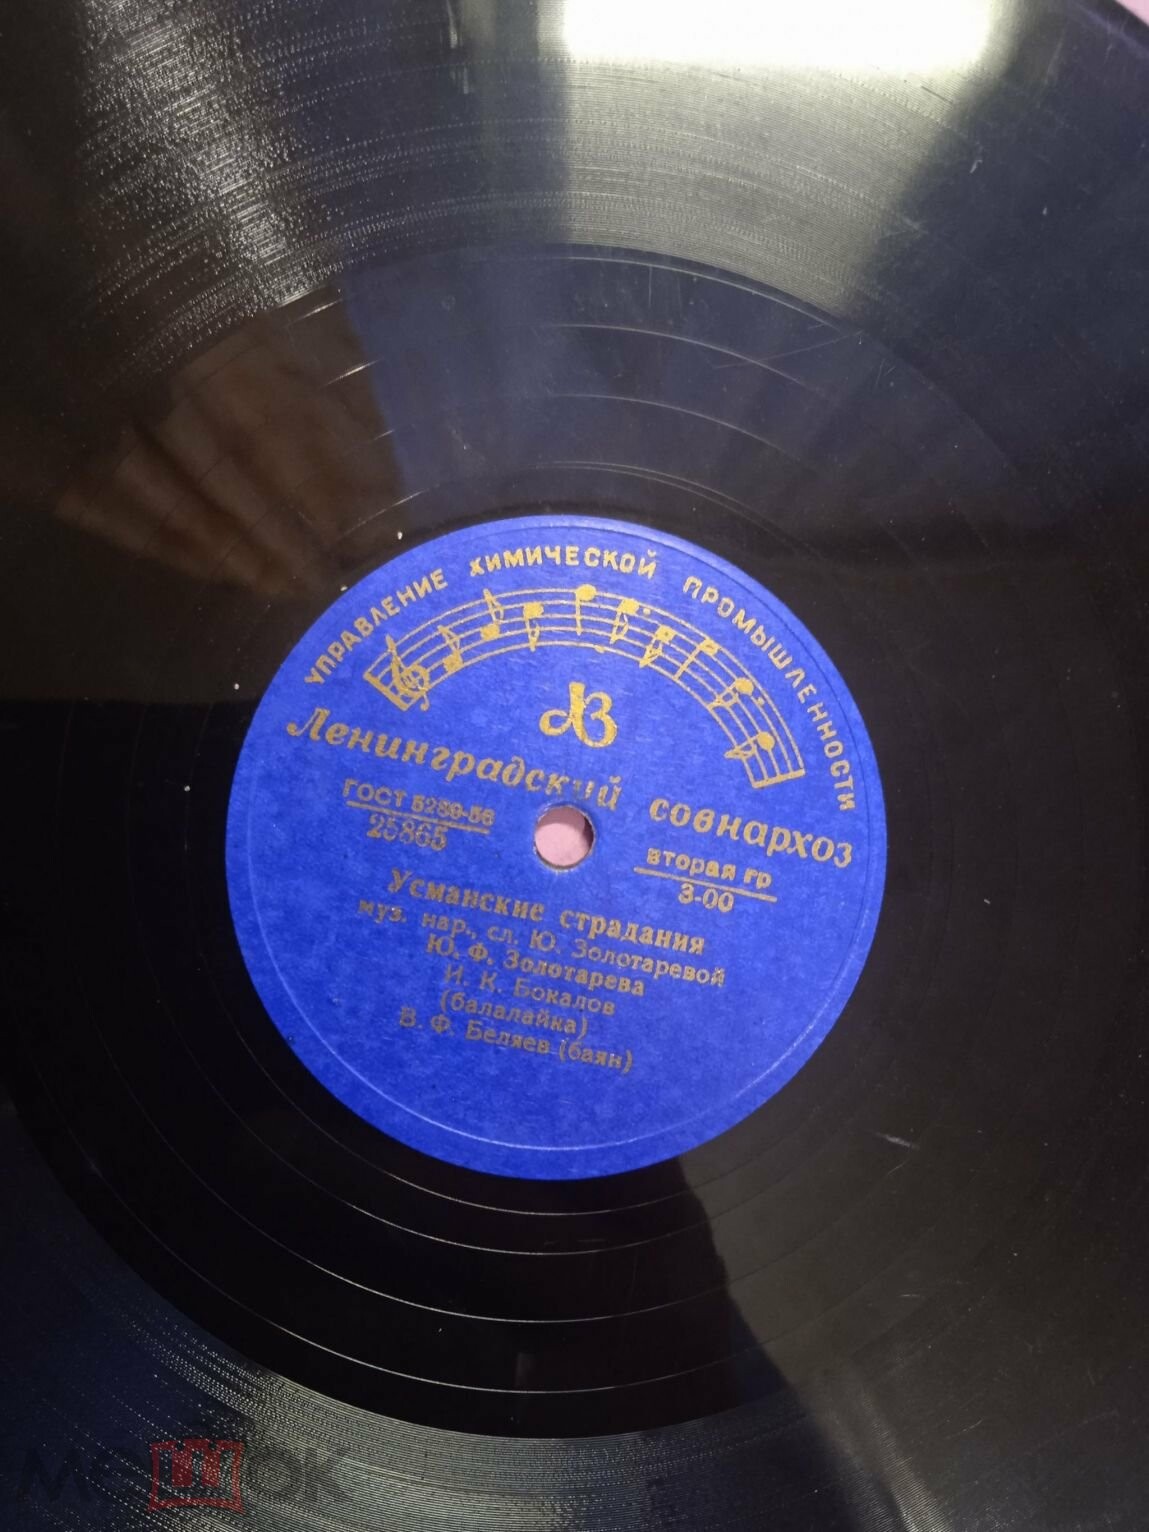 УПРАВЛЕНИЕ ХИМИЧЕСКОЙ ПРОМЫШЛЕННОСТИ
ЛЗ
Ленинградский совнархоз
ГОСТ 5289-56
25865
вторая гр
3-00
Усманские страдания
муз. нар., сл. Ю. Золотаревой
Ю. Ф. Золотарева
И. К. Бокалов
(балалайка)
В. Ф. Беляев (баян)
МЕШОК